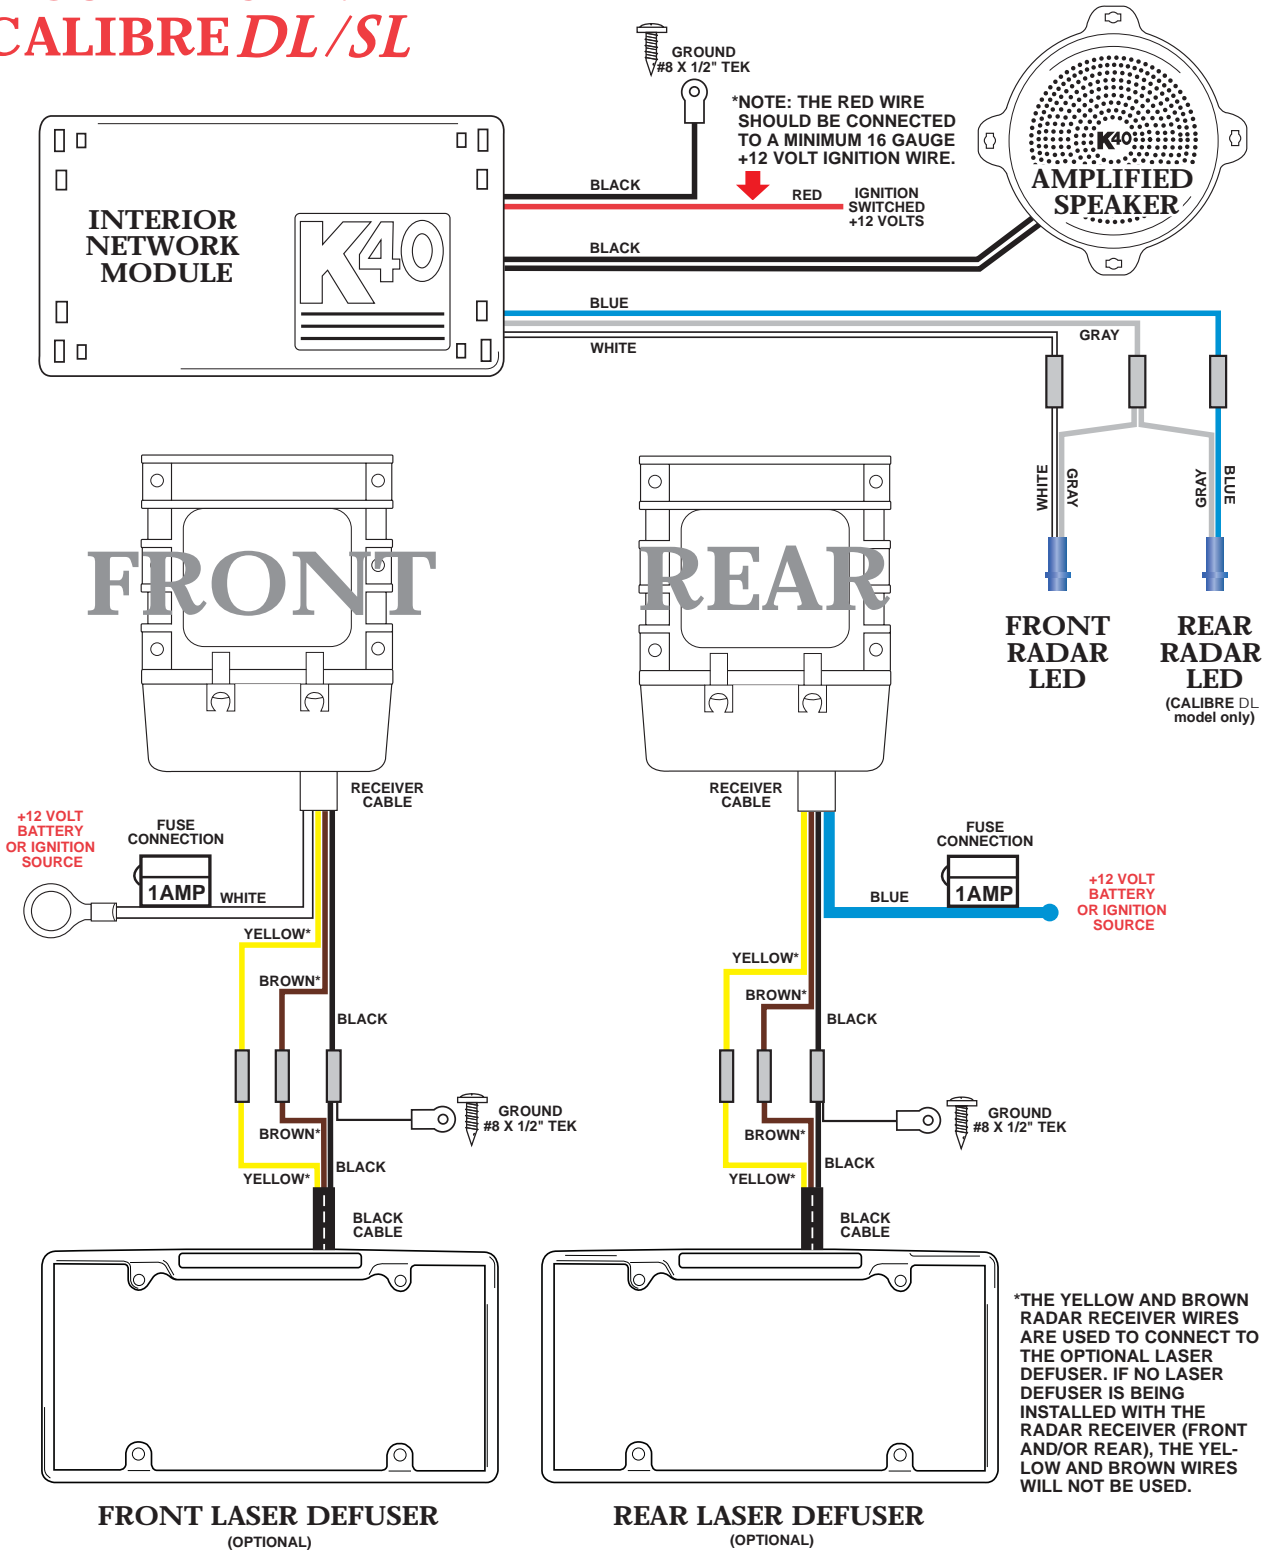 CALIBRE DL/SL
GROUND
#8 X 1/2" TEK
*NOTE: THE RED WIRE
SHOULD BE CONNECTED
TO A MINIMUM 16 GAUGE
+12 VOLT IGNITION WIRE.
K40
AMPLIFIED
SPEAKER
BLACK
RED
IGNITION
SWITCHED
+12 VOLTS
INTERIOR
NETWORK
MODULE
K40
BLACK
BLUE
GRAY
WHITE
WHITE
GRAY
GRAY
BLUE
FRONT
REAR
FRONT
RADAR
LED
REAR
RADAR
LED
(CALIBRE DL
model only)
RECEIVER
CABLE
RECEIVER
CABLE
+12 VOLT
BATTERY
OR IGNITION
SOURCE
FUSE
CONNECTION
1AMP
WHITE
YELLOW*
BROWN*
BLACK
GROUND
#8 X 1/2" TEK
BROWN*
BLACK
YELLOW*
BLACK
CABLE
FUSE
CONNECTION
1AMP
BLUE
+12 VOLT
BATTERY
OR IGNITION
SOURCE
YELLOW*
BROWN*
BLACK
GROUND
#8 X 1/2" TEK
BROWN*
BLACK
YELLOW*
BLACK
CABLE
*THE YELLOW AND BROWN
RADAR RECEIVER WIRES
ARE USED TO CONNECT TO
THE OPTIONAL LASER
DEFUSER. IF NO LASER
DEFUSER IS BEING
INSTALLED WITH THE
RADAR RECEIVER (FRONT
AND/OR REAR), THE YEL-
LOW AND BROWN WIRES
WILL NOT BE USED.
FRONT LASER DEFUSER
(OPTIONAL)
REAR LASER DEFUSER
(OPTIONAL)